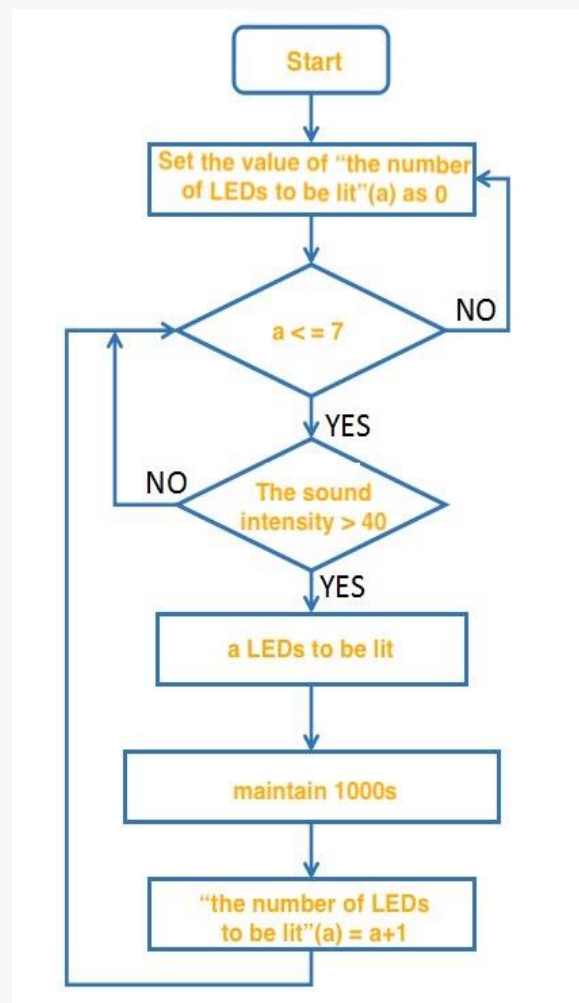 Start
Set the value of “the number
of LEDs to be lit”(a) as 0
a < = 7
NO
YES
NO
The sound
intensity > 40
YES
a LEDs to be lit
maintain 1000s
“the number of LEDs
to be lit”(a) = a+1